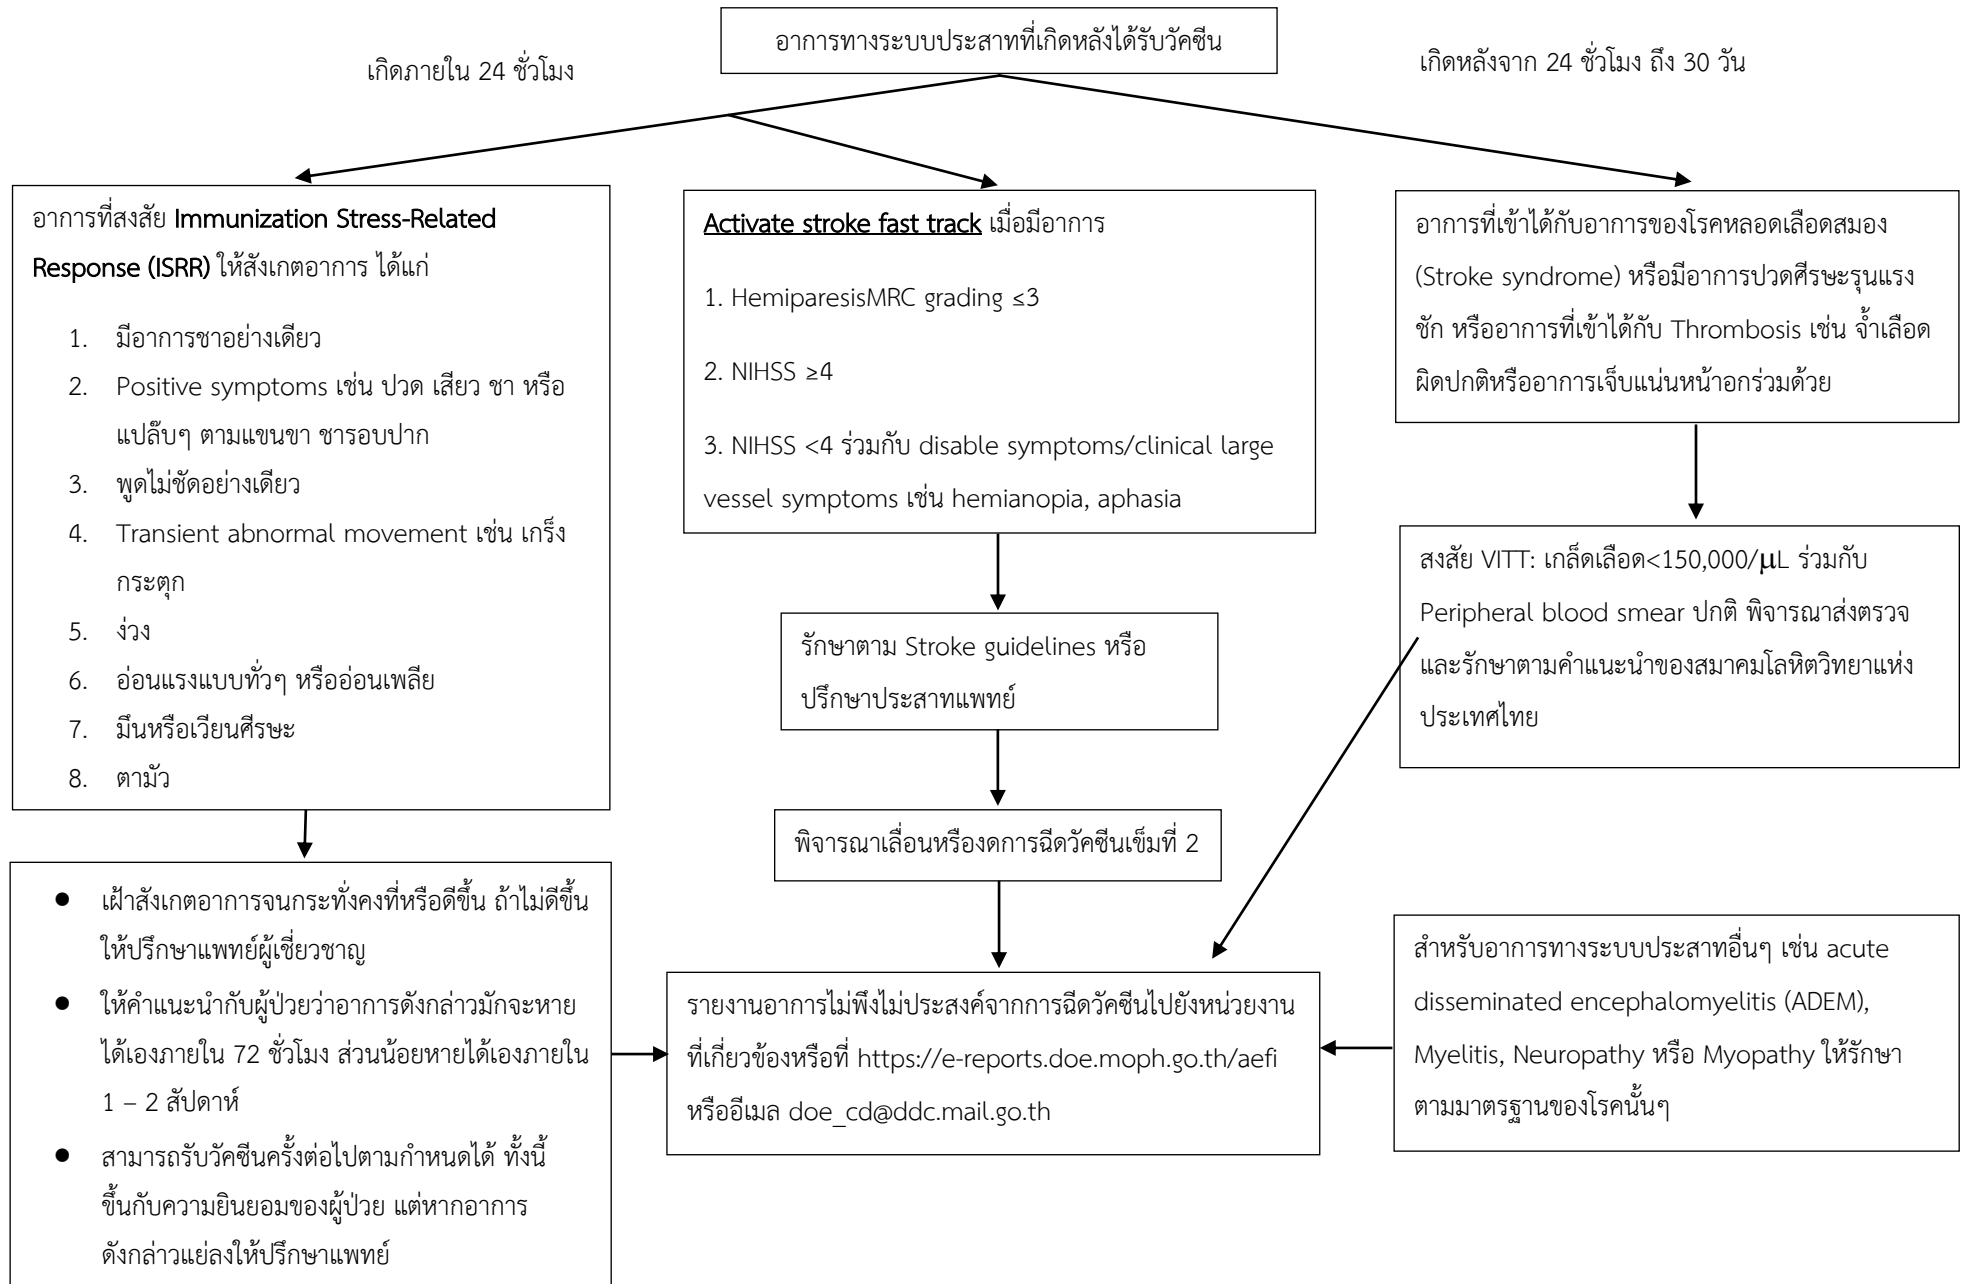 อาการทางระบบประสาทที่เกิดหลังได้รับวัคซีน
เกิดภายใน 24 ชั่วโมง
เกิดหลังจาก 24 ชั่วโมง ถึง 30 วัน
อาการที่สงสัย Immunization Stress-Related
Response (ISRR) ให้สังเกตอาการ ได้แก่
1. มีอาการชาอย่างเดียว
2. Positive symptoms เช่น ปวด เสียว ชา หรือ
แปล๊บๆ ตามแขนขา ชารอบปาก
3. พูดไม่ชัดอย่างเดียว
4. Transient abnormal movement เช่น เกร็ง
กระตุก
5. ง่วง
6. อ่อนแรงแบบทั่วๆ หรืออ่อนเพลีย
7. มึนหรือเวียนศีรษะ
8. ตามัว
Activate stroke fast track เมื่อมีอาการ
1. HemiparesisMRC grading ≤3
2. NIHSS ≥4
3. NIHSS <4 ร่วมกับ disable symptoms/clinical large
vessel symptoms เช่น hemianopia, aphasia
อาการที่เข้าได้กับอาการของโรคหลอดเลือดสมอง
(Stroke syndrome) หรือมีอาการปวดศีรษะรุนแรง
ชัก หรืออาการที่เข้าได้กับ Thrombosis เช่น จ้ำเลือด
ผิดปกติหรืออาการเจ็บแน่นหน้าอกร่วมด้วย
รักษาตาม Stroke guidelines หรือ
ปรึกษาประสาทแพทย์
สงสัย VITT: เกล็ดเลือด<150,000/μL ร่วมกับ
Peripheral blood smear ปกติ พิจารณาส่งตรวจ
และรักษาตามคำแนะนำของสมาคมโลหิตวิทยาแห่ง
ประเทศไทย
พิจารณาเลื่อนหรืองดการฉีดวัคซีนเข็มที่ 2
● เฝ้าสังเกตอาการจนกระทั่งคงที่หรือดีขึ้น ถ้าไม่ดีขึ้น
ให้ปรึกษาแพทย์ผู้เชี่ยวชาญ
● ให้คำแนะนำกับผู้ป่วยว่าอาการดังกล่าวมักจะหาย
ได้เองภายใน 72 ชั่วโมง ส่วนน้อยหายได้เองภายใน
1 – 2 สัปดาห์
● สามารถรับวัคซีนครั้งต่อไปตามกำหนดได้ ทั้งนี้
ขึ้นกับความยินยอมของผู้ป่วย แต่หากอาการ
ดังกล่าวแย่ลงให้ปรึกษาแพทย์
รายงานอาการไม่พึงไม่ประสงค์จากการฉีดวัคซีนไปยังหน่วยงาน
ที่เกี่ยวข้องหรือที่ https://e-reports.doe.moph.go.th/aefi
หรืออีเมล doe_cd@ddc.mail.go.th
สำหรับอาการทางระบบประสาทอื่นๆ เช่น acute
disseminated encephalomyelitis (ADEM),
Myelitis, Neuropathy หรือ Myopathy ให้รักษา
ตามมาตรฐานของโรคนั้นๆ